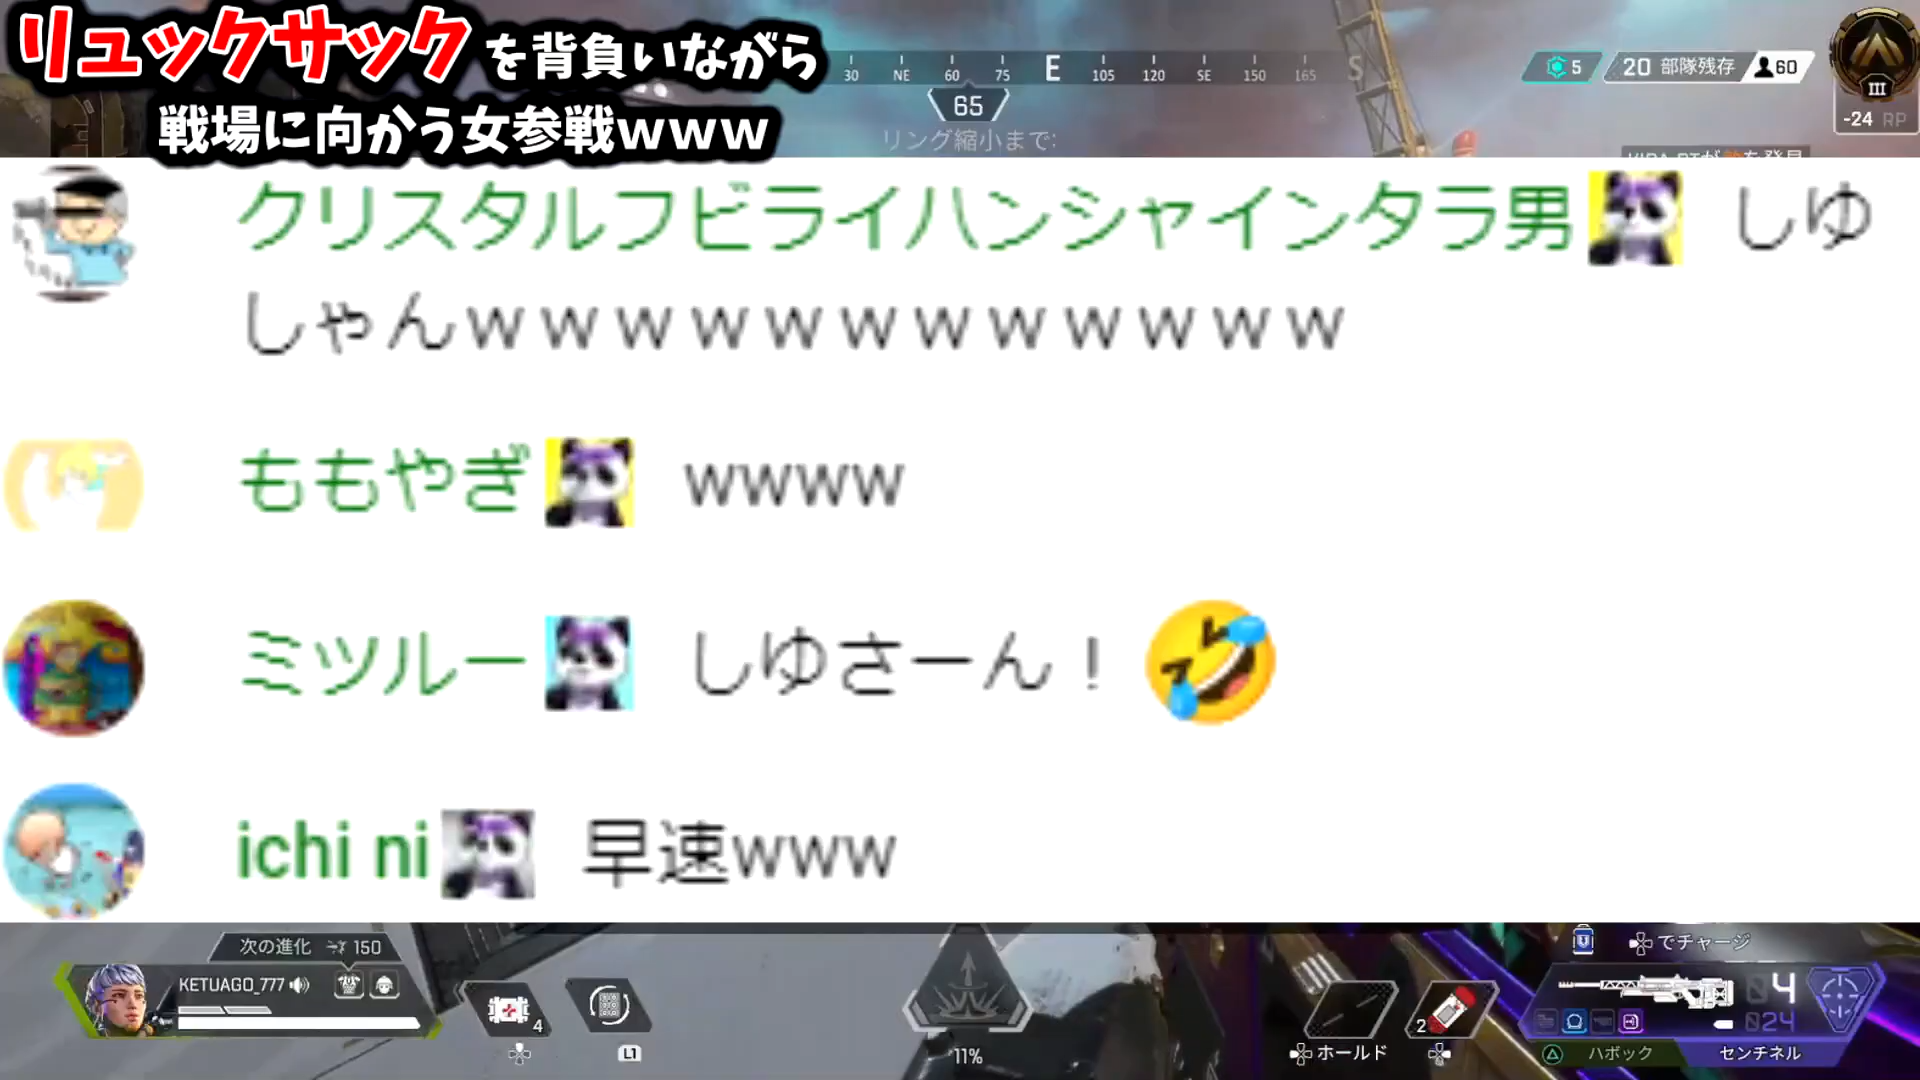 リュックサックを背負いながら
戦場に向かう女参戦www
30 NE 60 75 E 105 120 SE 150 165 S
65
リング縮小まで:
5 20 部隊残存 60
III
-24 RP
クリスタルフビライハンシャインタラ男 しゆ
しゃんｗｗｗｗｗｗｗｗｗｗｗｗ
ももやぎ wwww
ミツルー しゆさーん！
ichi ni 早速www
次の進化 150
KETUAGO_777
4
L1
11%
ホールド
2
でチャージ
04
024
ハボック センチネル